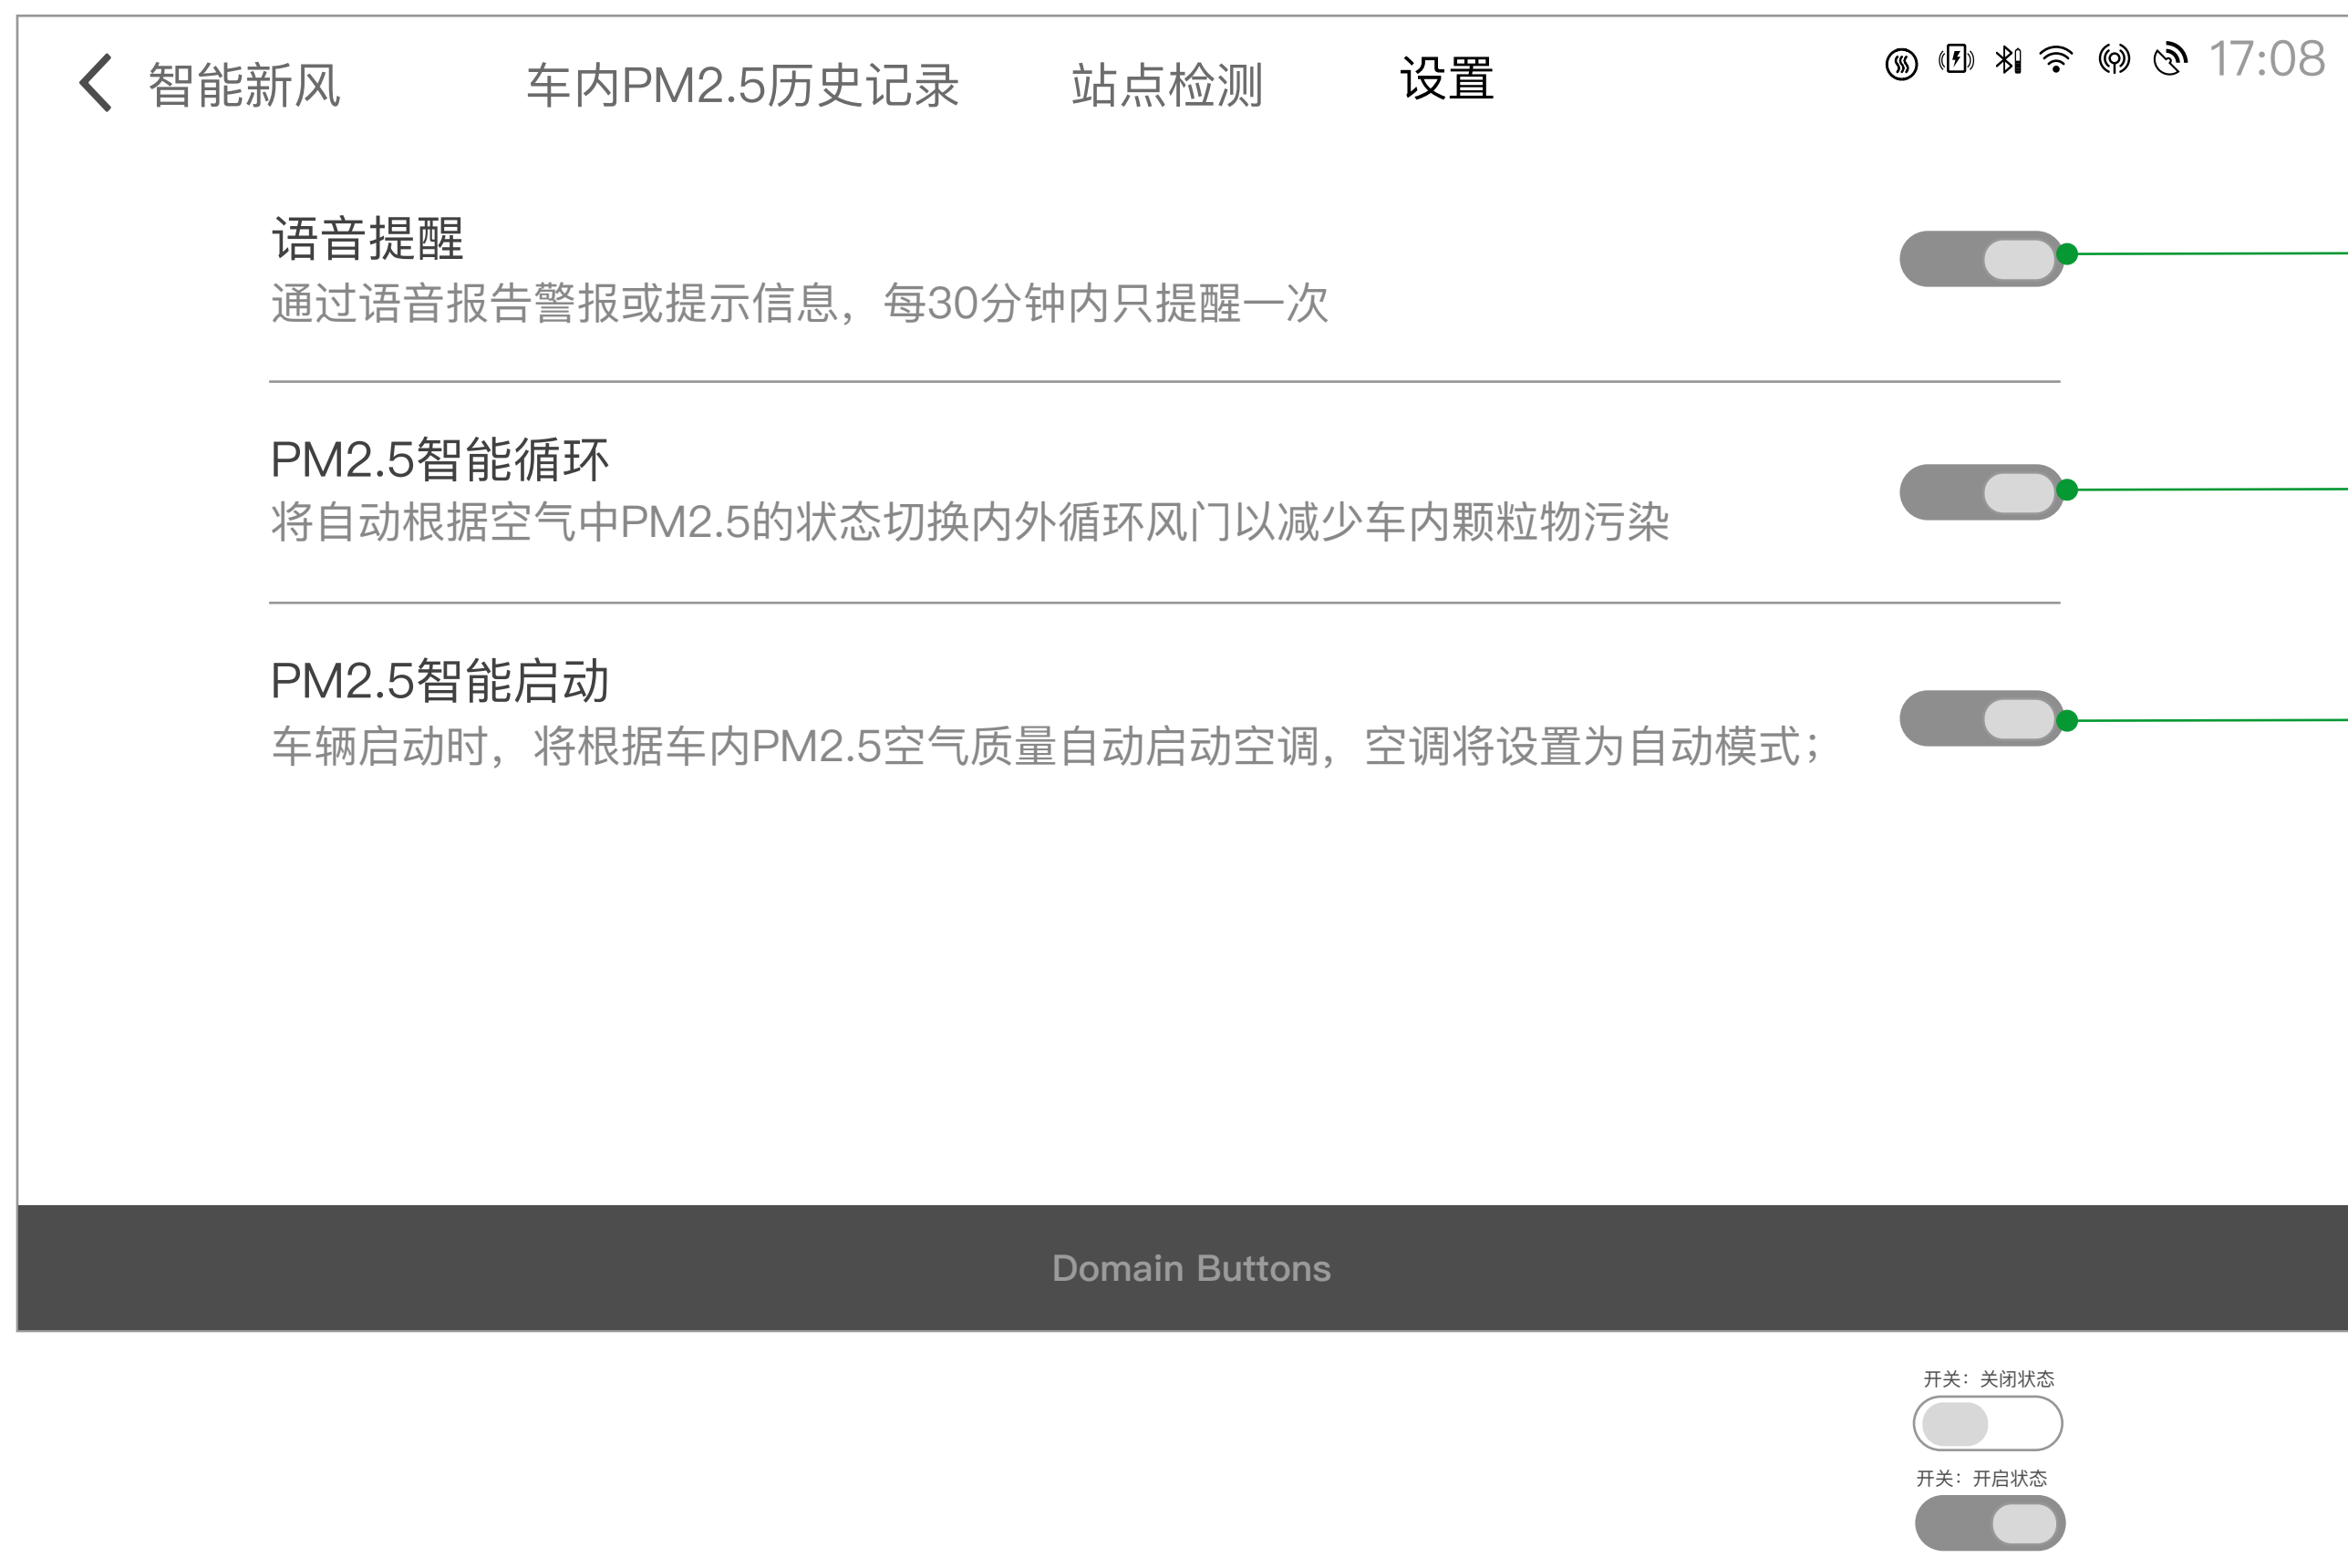 智能新风 车内PM2.5历史记录 站点检测 设置 17:08
语音提醒
通过语音报告警报或提示信息，每30分钟内只提醒一次
PM2.5智能循环
将自动根据空气中PM2.5的状态切换内外循环风门以减少车内颗粒物污染
PM2.5智能启动
车辆启动时，将根据车内PM2.5空气质量自动启动空调，空调将设置为自动模式；
Domain Buttons
开关：关闭状态
开关：开启状态